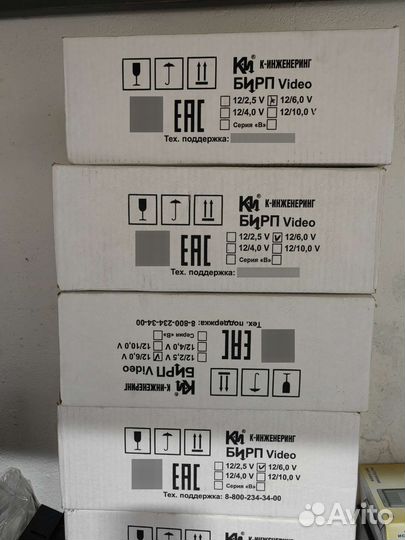 Ки® К-ИНЖЕНЕРИНГ
БИРП Video
12/2,5 V 12/6,0 V
12/4,0 V 12/10,0 V
Серия «В»
EAC
Тех. поддержка:
Ки® К-ИНЖЕНЕРИНГ
БИРП Video
12/2,5 V 12/6,0 V
12/4,0 V 12/10,0 V
Серия «В»
EAC
Тех. поддержка:
Ки® К-ИНЖЕНЕРИНГ
БИРП Video
12/2,5 V 12/6,0 V
12/4,0 V 12/10,0 V
Серия «В»
EAC
Тех. поддержка: 8-800-234-34-00
Ки® К-ИНЖЕНЕРИНГ
БИРП Video
12/2,5 V 12/6,0 V
12/4,0 V 12/10,0 V
Серия «В»
EAC
Тех. поддержка: 8-800-234-34-00
Avito